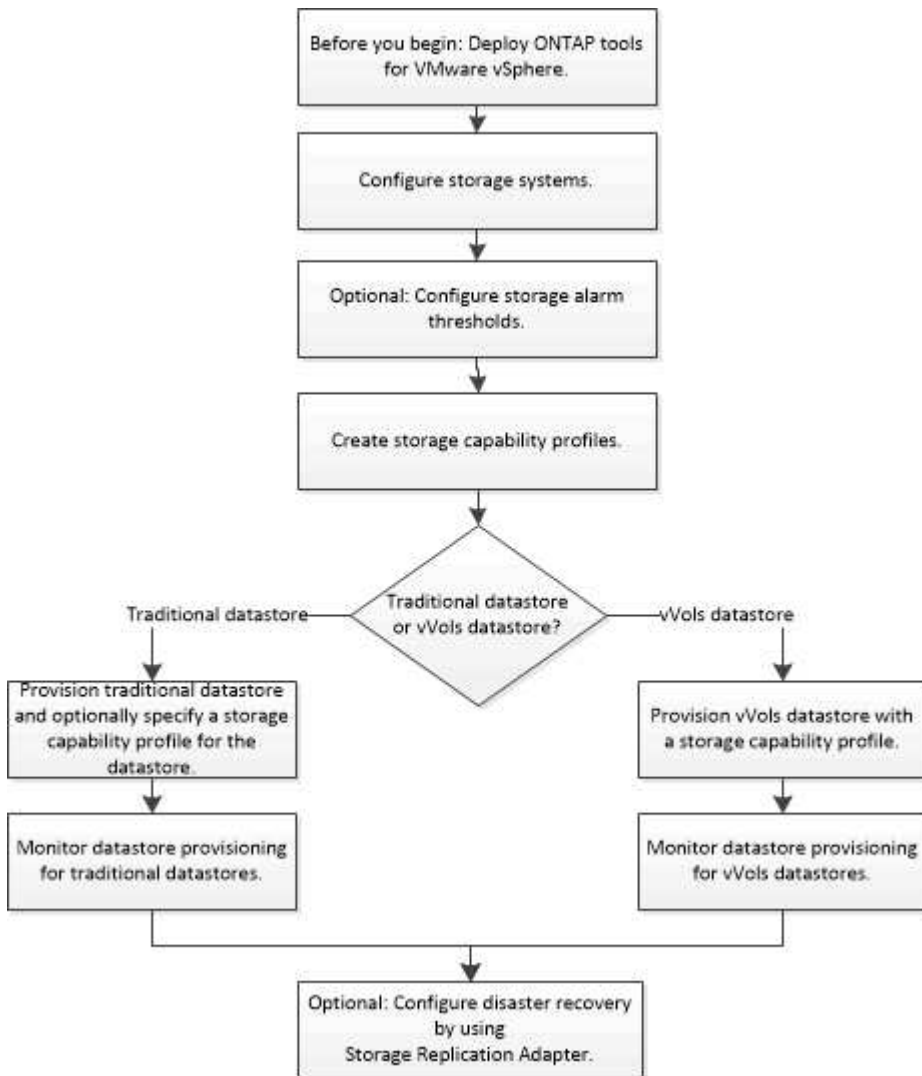 Before you begin: Deploy ONTAP tools
for VMware vSphere.
Configure storage systems.
Optional: Configure storage alarm
thresholds.
Create storage capability profiles.
Traditional datastore
or vVols datastore?
Traditional datastore
vVols datastore
Provision traditional datastore
and optionally specify a storage
capability profile for the
datastore.
Provision vVols datastore with
a storage capability profile.
Monitor datastore provisioning
for traditional datastores.
Monitor datastore provisioning
for vVols datastores.
Optional: Configure disaster recovery
by using
Storage Replication Adapter.